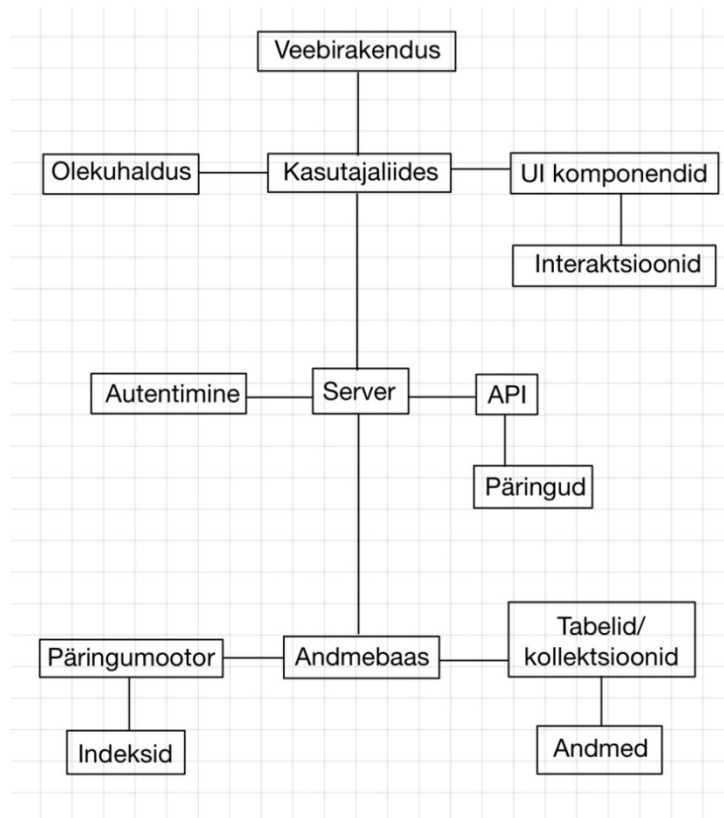 Veebirakendus
Olekuhaldus
Kasutajaliides
UI komponendid
Interaktsioonid
Autentimine
Server
API
Päringud
Päringumootor
Andmebaas
Tabelid/
kollektsioonid
Indeksid
Andmed